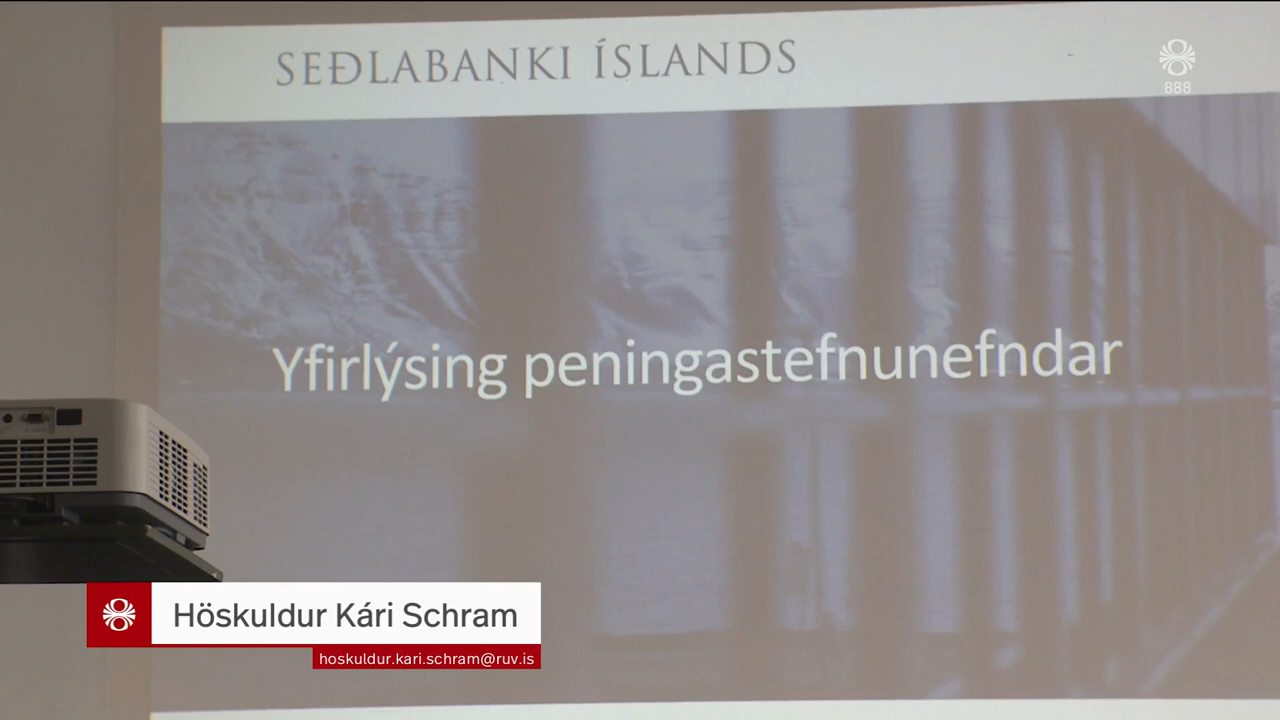 SEÐLABANKI ÍSLANDS
888
Yfirlýsing peningastefnunefndar
Höskuldur Kári Schram
hoskuldur.kari.schram@ruv.is